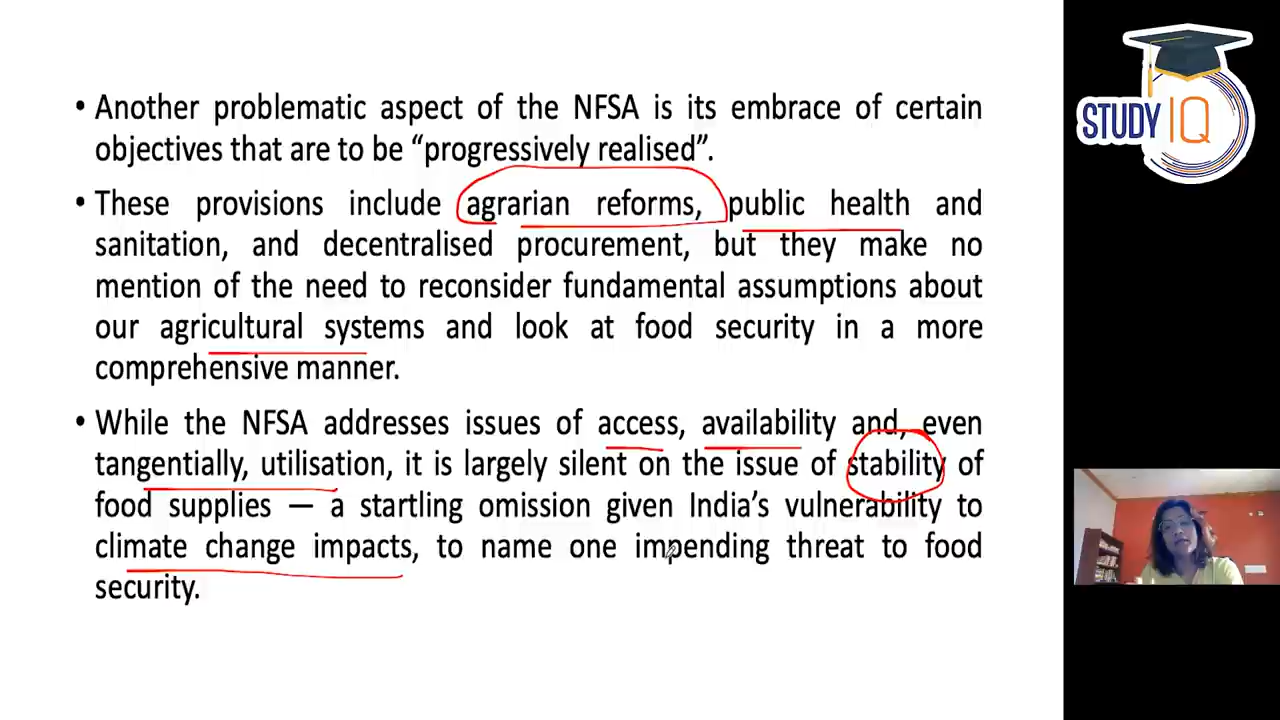 • Another problematic aspect of the NFSA is its embrace of certain
objectives that are to be “progressively realised”.
• These provisions include agrarian reforms, public health and
sanitation, and decentralised procurement, but they make no
mention of the need to reconsider fundamental assumptions about
our agricultural systems and look at food security in a more
comprehensive manner.
• While the NFSA addresses issues of access, availability and, even
tangentially, utilisation, it is largely silent on the issue of stability of
food supplies — a startling omission given India’s vulnerability to
climate change impacts, to name one impending threat to food
security.
STUDY IQ